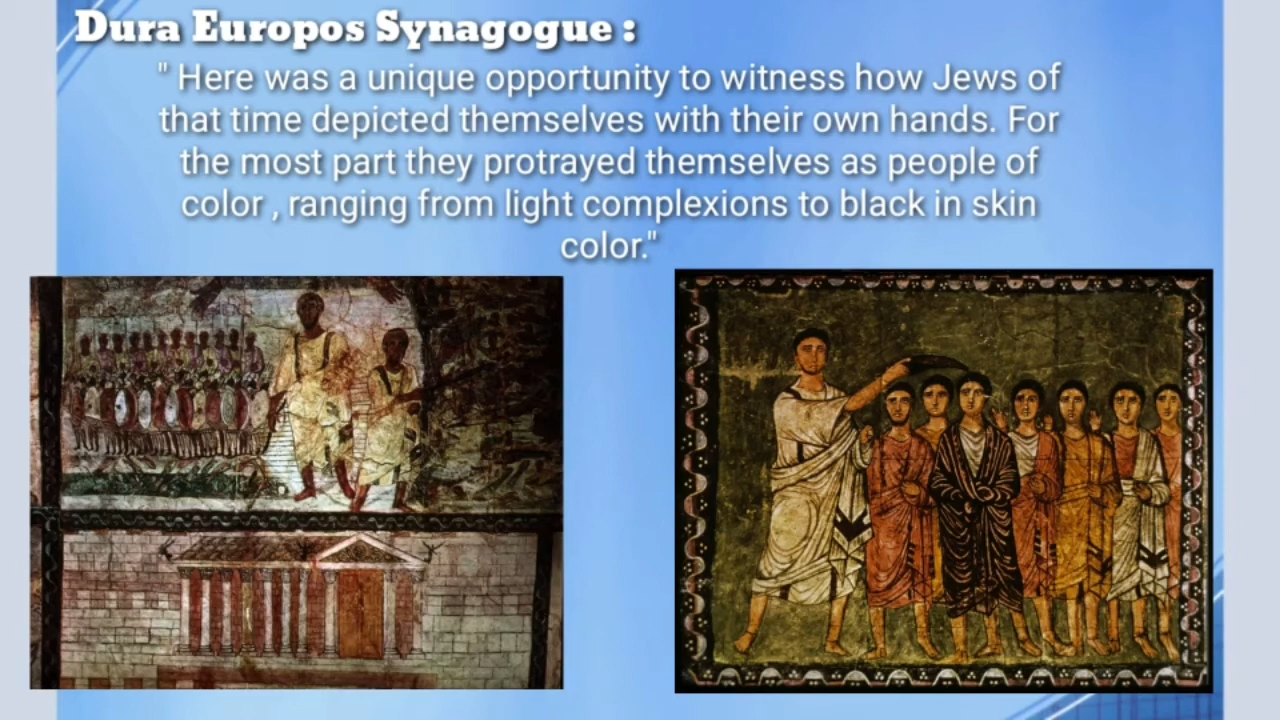 Dura Europos Synagogue :
" Here was a unique opportunity to witness how Jews of
that time depicted themselves with their own hands. For
the most part they protrayed themselves as people of
color , ranging from light complexions to black in skin
color."